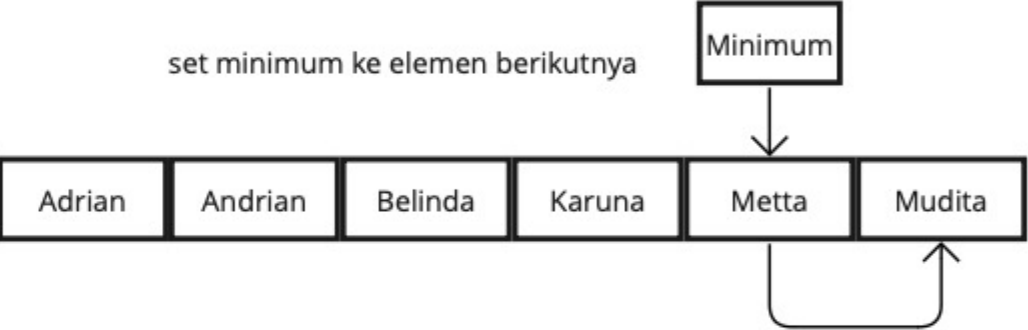 Minimum
set minimum ke elemen berikutnya
Adrian Andrian Belinda Karuna Metta Mudita